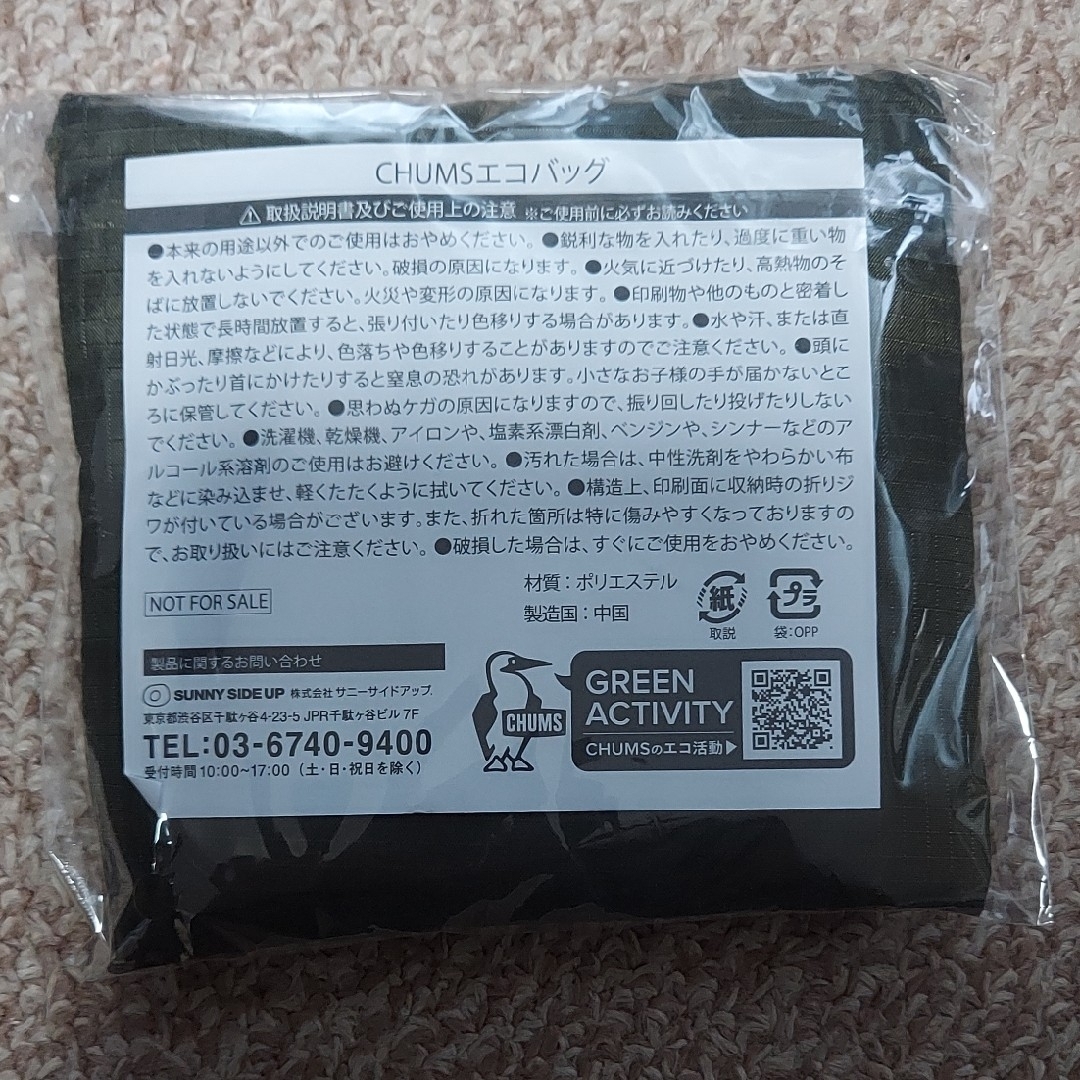 CHUMSエコバッグ
取扱説明書及びご使用上の注意 ※ご使用前に必ずお読みください
●本来の用途以外でのご使用はおやめください。●鋭利な物を入れたり、過度に重い物
を入れないようにしてください。破損の原因になります。●火気に近づけたり、高熱物のそ
ばに放置しないでください。火災や変形の原因になります。●印刷物や他のものと密着し
た状態で長時間放置すると、張り付いたり色移りする場合があります。●水や汗、または直
射日光、摩擦などにより、色落ちや色移りすることがありますのでご注意ください。●頭に
かぶったり首にかけたりすると窒息の恐れがあります。小さなお子様の手が届かないとこ
ろに保管してください。●思わぬケガの原因になりますので、振り回したり投げたりしない
でください。●洗濯機、乾燥機、アイロンや、塩素系漂白剤、ベンジンや、シンナーなどのア
ルコール系溶剤のご使用はお避けください。●汚れた場合は、中性洗剤をやわらかい布
などに染み込ませ、軽くたたくように拭いてください。●構造上、印刷面に収納時の折りジ
ワが付いている場合がございます。また、折れた箇所は特に傷みやすくなっておりますの
で、お取り扱いにはご注意ください。●破損した場合は、すぐにご使用をおやめください。
材質：ポリエステル
製造国：中国
紙
取説
プラ
袋：OPP
NOT FOR SALE
製品に関するお問い合わせ
SUNNY SIDE UP 株式会社 サニーサイドアップ.
東京都渋谷区千駄ヶ谷4-23-5 JPR千駄ヶ谷ビル 7F
TEL:03-6740-9400
受付時間 10:00~17:00（土・日・祝日を除く）
CHUMS
GREEN
ACTIVITY
CHUMSのエコ活動▶